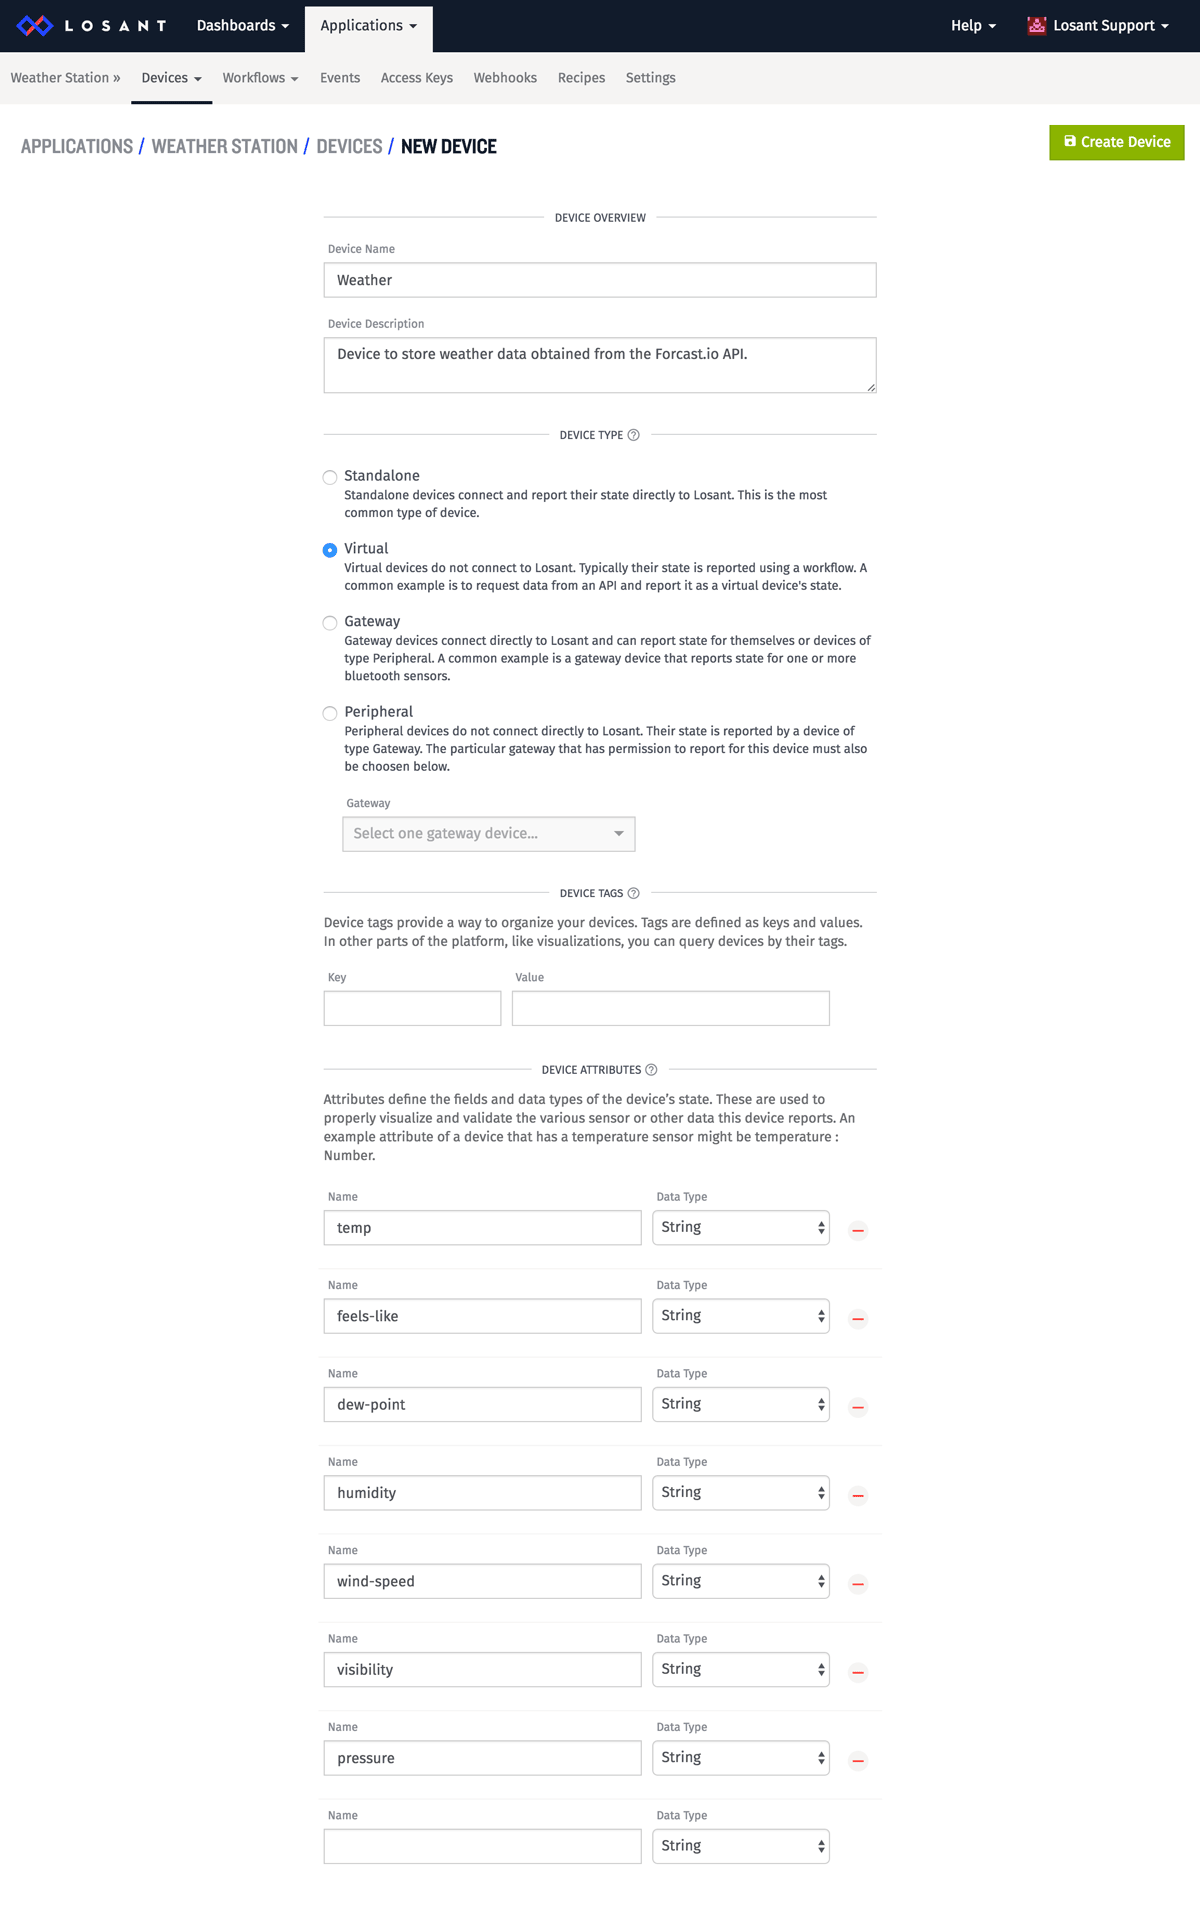 LOSANT Dashboards Applications Help Losant Support
Weather Station » Devices Workflows Events Access Keys Webhooks Recipes Settings
APPLICATIONS / WEATHER STATION / DEVICES / NEW DEVICE Create Device
DEVICE OVERVIEW
Device Name
Weather
Device Description
Device to store weather data obtained from the Forcast.io API.
DEVICE TYPE ?
Standalone
Standalone devices connect and report their state directly to Losant. This is the most
common type of device.
Virtual
Virtual devices do not connect to Losant. Typically their state is reported using a workflow. A
common example is to request data from an API and report it as a virtual device's state.
Gateway
Gateway devices connect directly to Losant and can report state for themselves or devices of
type Peripheral. A common example is a gateway device that reports state for one or more
bluetooth sensors.
Peripheral
Peripheral devices do not connect directly to Losant. Their state is reported by a device of
type Gateway. The particular gateway that has permission to report for this device must also
be choosen below.
Gateway
Select one gateway device...
DEVICE TAGS ?
Device tags provide a way to organize your devices. Tags are defined as keys and values.
In other parts of the platform, like visualizations, you can query devices by their tags.
Key Value
DEVICE ATTRIBUTES ?
Attributes define the fields and data types of the device’s state. These are used to
properly visualize and validate the various sensor or other data this device reports. An
example attribute of a device that has a temperature sensor might be temperature :
Number.
Name Data Type
temp String
Name Data Type
feels-like String
Name Data Type
dew-point String
Name Data Type
humidity String
Name Data Type
wind-speed String
Name Data Type
visibility String
Name Data Type
pressure String
Name Data Type
String